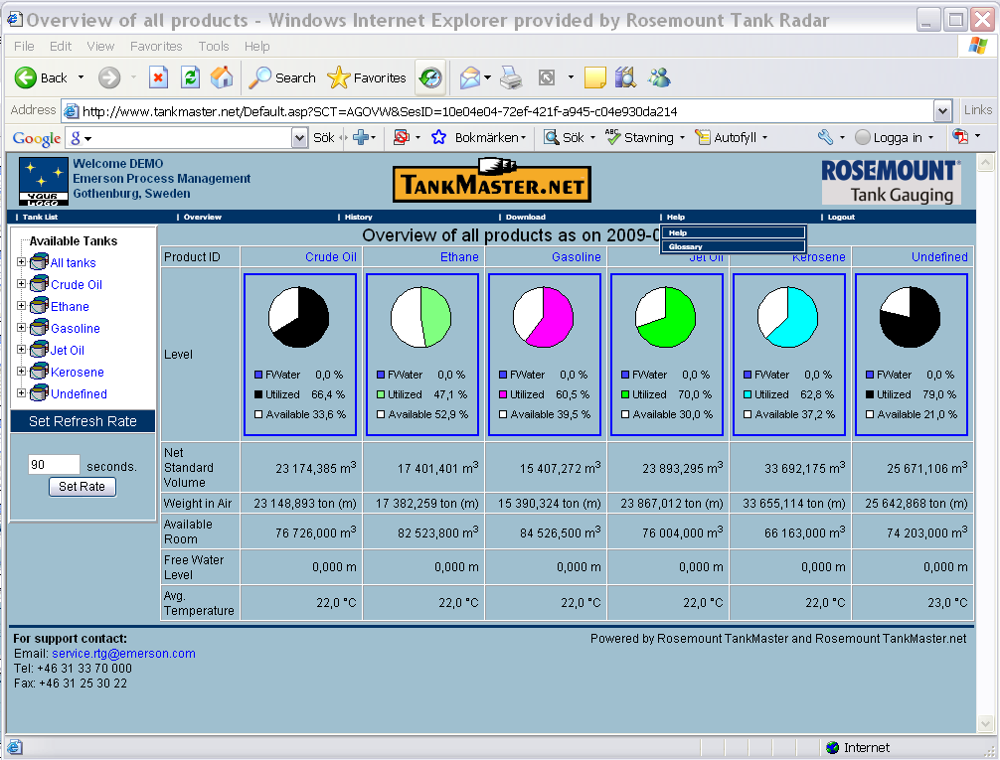 Overview of all products - Windows Internet Explorer provided by Rosemount Tank Radar
File Edit View Favorites Tools Help
Back Search Favorites
Address http://www.tankmaster.net/Default.asp?SCT=AGOVW&SesID=10e04e04-72ef-421f-a945-c04e930da214 Links
Google Sök Bokmärken Sök Stavning Autofyll Logga in
Welcome DEMO
Emerson Process Management
Gothenburg, Sweden
YOUR LOGO
TANKMASTER.NET
ROSEMOUNT
Tank Gauging
| Tank List | Overview | History | Download | Help | Logout
Help
Glossary
Available Tanks
All tanks
Crude Oil
Ethane
Gasoline
Jet Oil
Kerosene
Undefined
Set Refresh Rate
90 seconds.
Set Rate
Overview of all products as on 2009-0
Product ID Crude Oil Ethane Gasoline Jet Oil Kerosene Undefined
Level
FWater 0,0 % FWater 0,0 % FWater 0,0 % FWater 0,0 % FWater 0,0 % FWater 0,0 %
Utilized 66,4 % Utilized 47,1 % Utilized 60,5 % Utilized 70,0 % Utilized 62,8 % Utilized 79,0 %
Available 33,6 % Available 52,9 % Available 39,5 % Available 30,0 % Available 37,2 % Available 21,0 %
Net
Standard
Volume
23 174,385 m³ 17 401,401 m³ 15 407,272 m³ 23 893,295 m³ 33 692,175 m³ 25 671,106 m³
Weight in Air 23 148,893 ton (m) 17 382,259 ton (m) 15 390,324 ton (m) 23 867,012 ton (m) 33 655,114 ton (m) 25 642,868 ton (m)
Available
Room
76 726,000 m³ 82 523,800 m³ 84 526,500 m³ 76 004,000 m³ 66 163,000 m³ 74 203,000 m³
Free Water
Level
0,000 m 0,000 m 0,000 m 0,000 m 0,000 m 0,000 m
Avg.
Temperature
22,0 °C 22,0 °C 22,0 °C 22,0 °C 22,0 °C 23,0 °C
For support contact:
Email: service.rtg@emerson.com
Tel: +46 31 33 70 000
Fax: +46 31 25 30 22
Powered by Rosemount TankMaster and Rosemount TankMaster.net
Internet